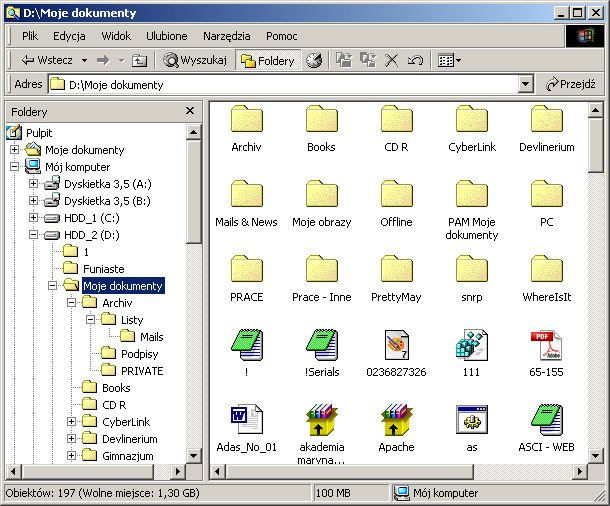 D:\Moje dokumenty
Plik Edycja Widok Ulubione Narzędzia Pomoc
Wstecz Wyszukaj Foldery
Adres D:\Moje dokumenty Przejdź
Foldery
Pulpit
Moje dokumenty
Mój komputer
Dyskietka 3,5 (A:)
Dyskietka 3,5 (B:)
HDD_1 (C:)
HDD_2 (D:)
1
Funiaste
Moje dokumenty
Archiv
Listy
Mails
Podpisy
PRIVATE
Books
CD R
CyberLink
Devlinerium
Gimnazjum
Archiv Books CD R CyberLink Devlinerium
Mails & News Moje obrazy Offline PAM Moje dokumenty PC
PRACE Prace - Inne PrettyMay snrp WhereIsIt
! !Serials 0236827326 111 65-155
Adas_No_01 akademia maryna... Apache as ASCI - WEB
Obiektów: 197 (Wolne miejsce: 1,30 GB) 100 MB Mój komputer